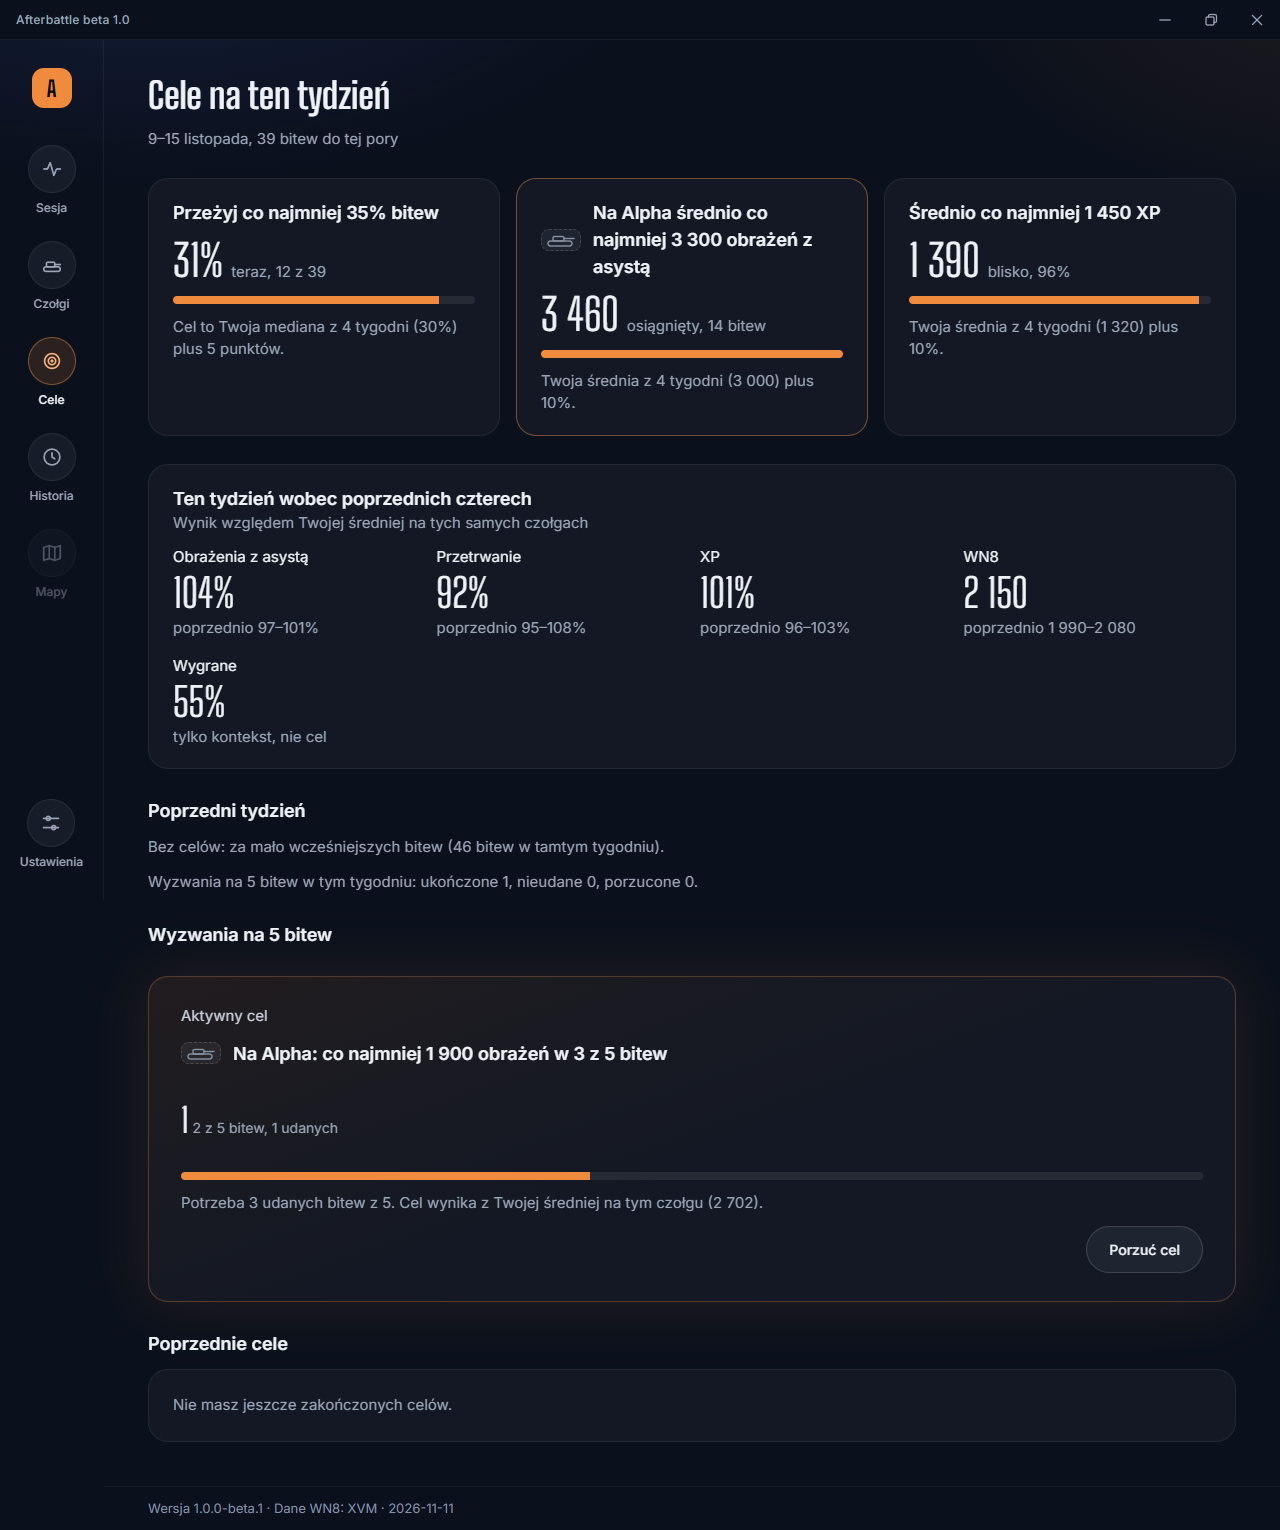 Afterbattle beta 1.0
A
Sesja
Czołgi
Cele
Historia
Mapy
Ustawienia
Cele na ten tydzień
9–15 listopada, 39 bitew do tej pory
Przeżyj co najmniej 35% bitew
31% teraz, 12 z 39
Cel to Twoja mediana z 4 tygodni (30%)
plus 5 punktów.
Na Alpha średnio co
najmniej 3 300 obrażeń z
asystą
3 460 osiągnięty, 14 bitew
Twoja średnia z 4 tygodni (3 000) plus
10%.
Średnio co najmniej 1 450 XP
1 390 blisko, 96%
Twoja średnia z 4 tygodni (1 320) plus
10%.
Ten tydzień wobec poprzednich czterech
Wynik względem Twojej średniej na tych samych czołgach
Obrażenia z asystą
104%
poprzednio 97–101%
Przetrwanie
92%
poprzednio 95–108%
XP
101%
poprzednio 96–103%
WN8
2 150
poprzednio 1 990–2 080
Wygrane
55%
tylko kontekst, nie cel
Poprzedni tydzień
Bez celów: za mało wcześniejszych bitew (46 bitew w tamtym tygodniu).
Wyzwania na 5 bitew w tym tygodniu: ukończone 1, nieudane 0, porzucone 0.
Wyzwania na 5 bitew
Aktywny cel
Na Alpha: co najmniej 1 900 obrażeń w 3 z 5 bitew
1 2 z 5 bitew, 1 udanych
Potrzeba 3 udanych bitew z 5. Cel wynika z Twojej średniej na tym czołgu (2 702).
Porzuć cel
Poprzednie cele
Nie masz jeszcze zakończonych celów.
Wersja 1.0.0-beta.1 · Dane WN8: XVM · 2026-11-11